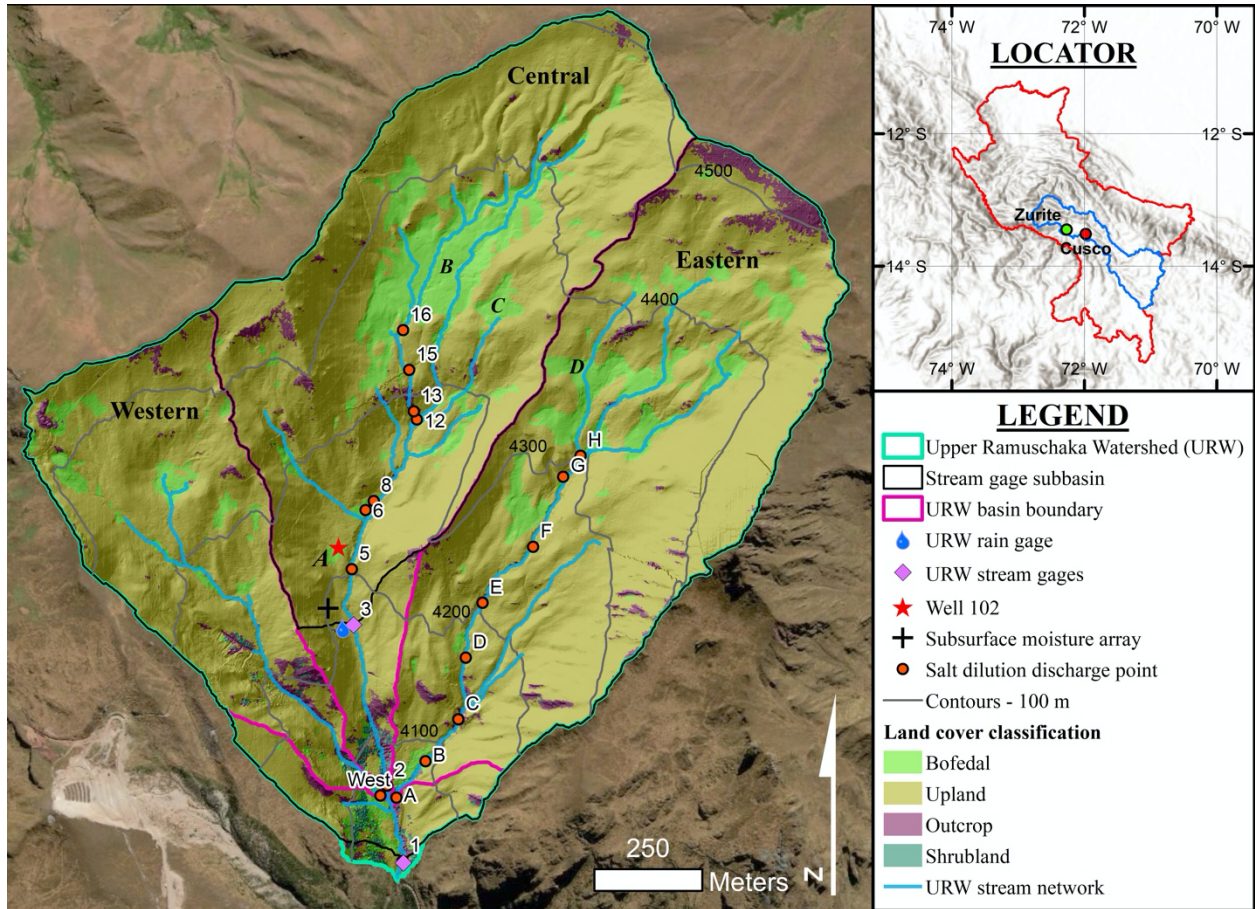 Central
4500
Eastern
B
C
4400
16
D
15
Western
13
12
H
4300
G
8
6
F
A
5
E
3
4200
D
C
4100
B
2
West
A
1
250
Meters
N
74° W
72° W
70° W
LOCATOR
12° S
12° S
Zurite
Cusco
14° S
14° S
74° W
72° W
70° W
LEGEND
Upper Ramuschaka Watershed (URW)
Stream gage subbasin
URW basin boundary
URW rain gage
URW stream gages
Well 102
Subsurface moisture array
Salt dilution discharge point
Contours - 100 m
Land cover classification
Bofedal
Upland
Outcrop
Shrubland
URW stream network